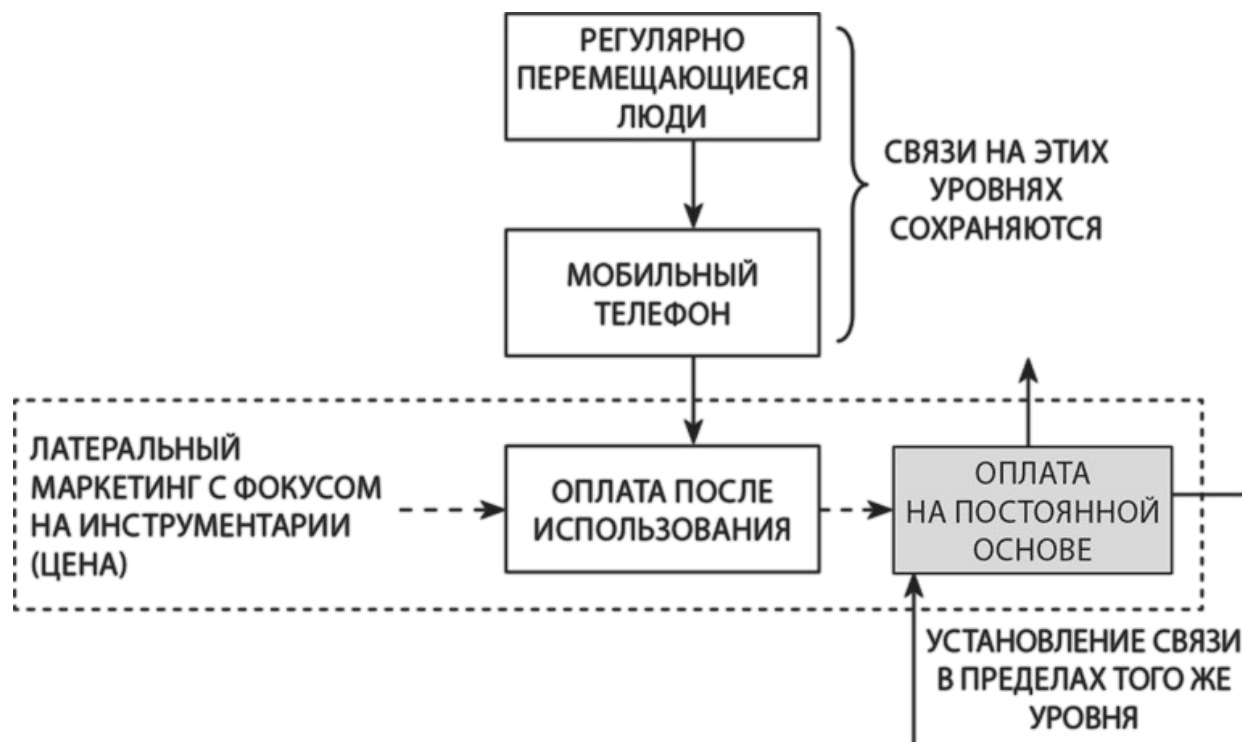 РЕГУЛЯРНО
ПЕРЕМЕЩАЮЩИЕСЯ
ЛЮДИ
СВЯЗИ НА ЭТИХ
УРОВНЯХ
СОХРАНЯЮТСЯ
МОБИЛЬНЫЙ
ТЕЛЕФОН
ЛАТЕРАЛЬНЫЙ
МАРКЕТИНГ С ФОКУСОМ
НА ИНСТРУМЕНТАРИИ
(ЦЕНА)
ОПЛАТА ПОСЛЕ
ИСПОЛЬЗОВАНИЯ
ОПЛАТА
НА ПОСТОЯННОЙ
ОСНОВЕ
УСТАНОВЛЕНИЕ СВЯЗИ
В ПРЕДЕЛАХ ТОГО ЖЕ
УРОВНЯ